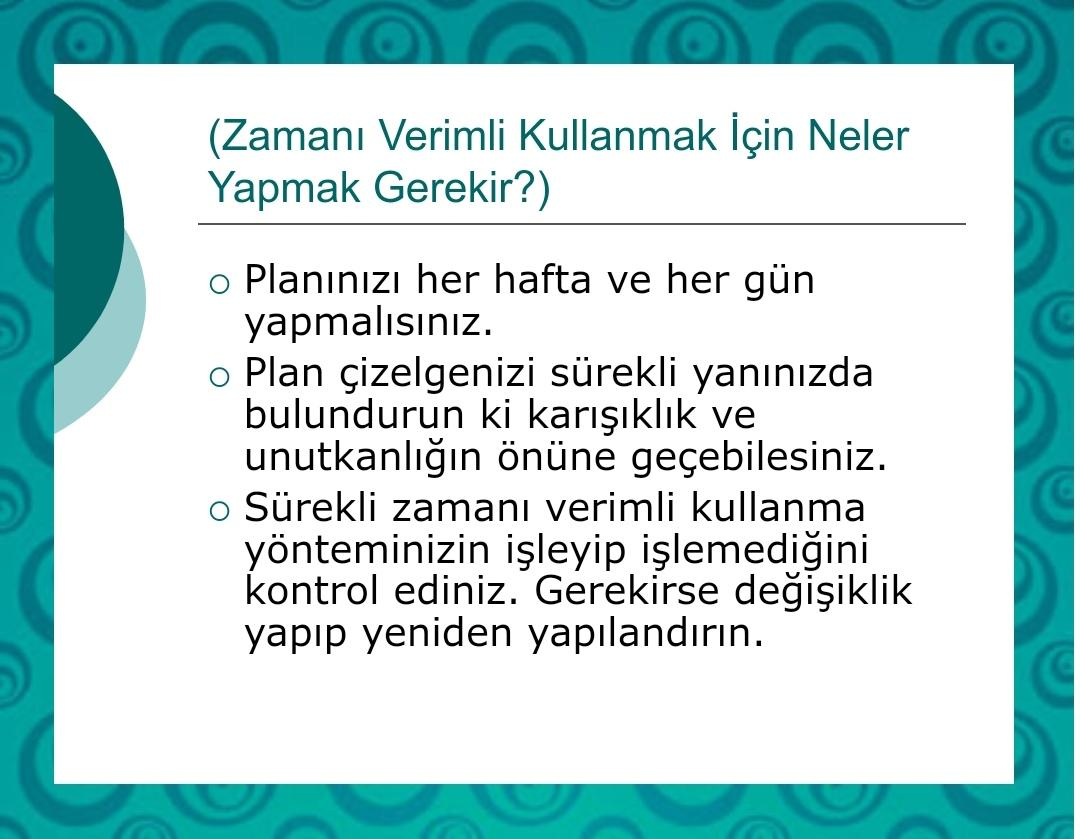 (Zamanı Verimli Kullanmak İçin Neler
Yapmak Gerekir?)
Planınızı her hafta ve her gün
yapmalısınız.
Plan çizelgenizi sürekli yanınızda
bulundurun ki karışıklık ve
unutkanlığın önüne geçebilesiniz.
Sürekli zamanı verimli kullanma
yönteminizin işleyip işlemediğini
kontrol ediniz. Gerekirse değişiklik
yapıp yeniden yapılandırın.